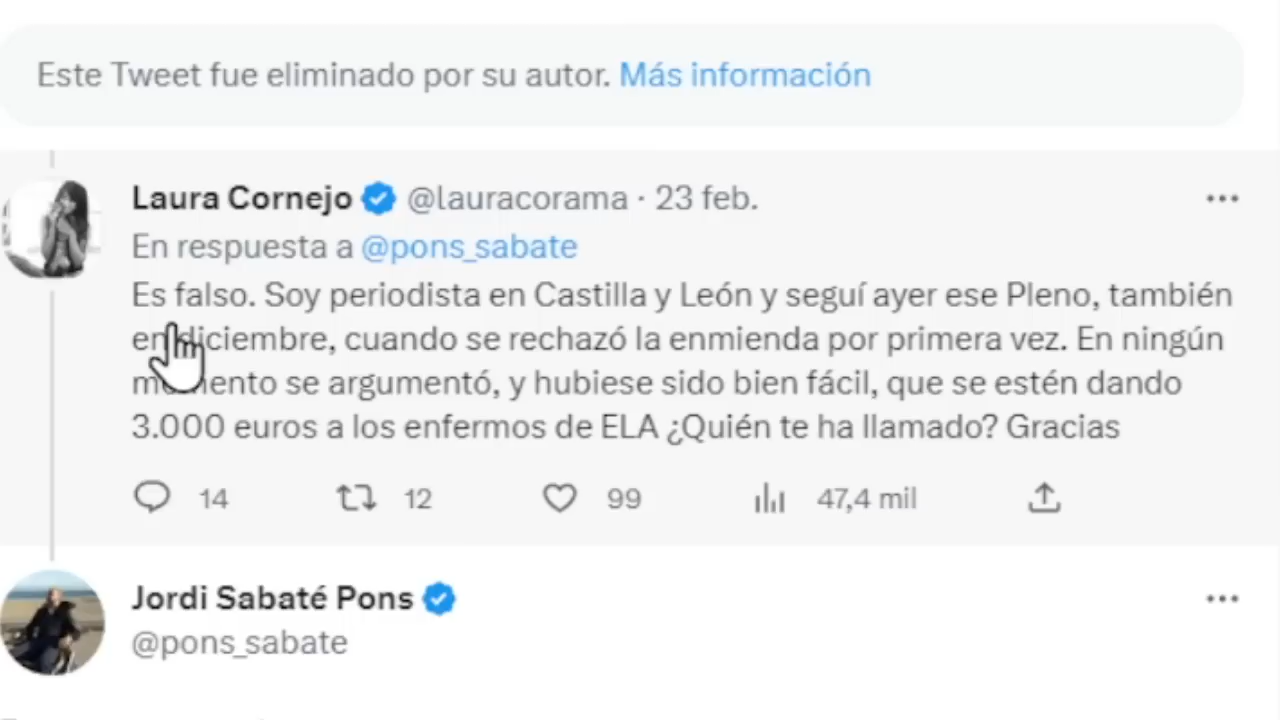 Este Tweet fue eliminado por su autor. Más información
Laura Cornejo @lauracorama · 23 feb.
En respuesta a @pons_sabate
Es falso. Soy periodista en Castilla y León y seguí ayer ese Pleno, también
en diciembre, cuando se rechazó la enmienda por primera vez. En ningún
momento se argumentó, y hubiese sido bien fácil, que se estén dando
3.000 euros a los enfermos de ELA ¿Quién te ha llamado? Gracias
14 12 99 47,4 mil
Jordi Sabaté Pons
@pons_sabate